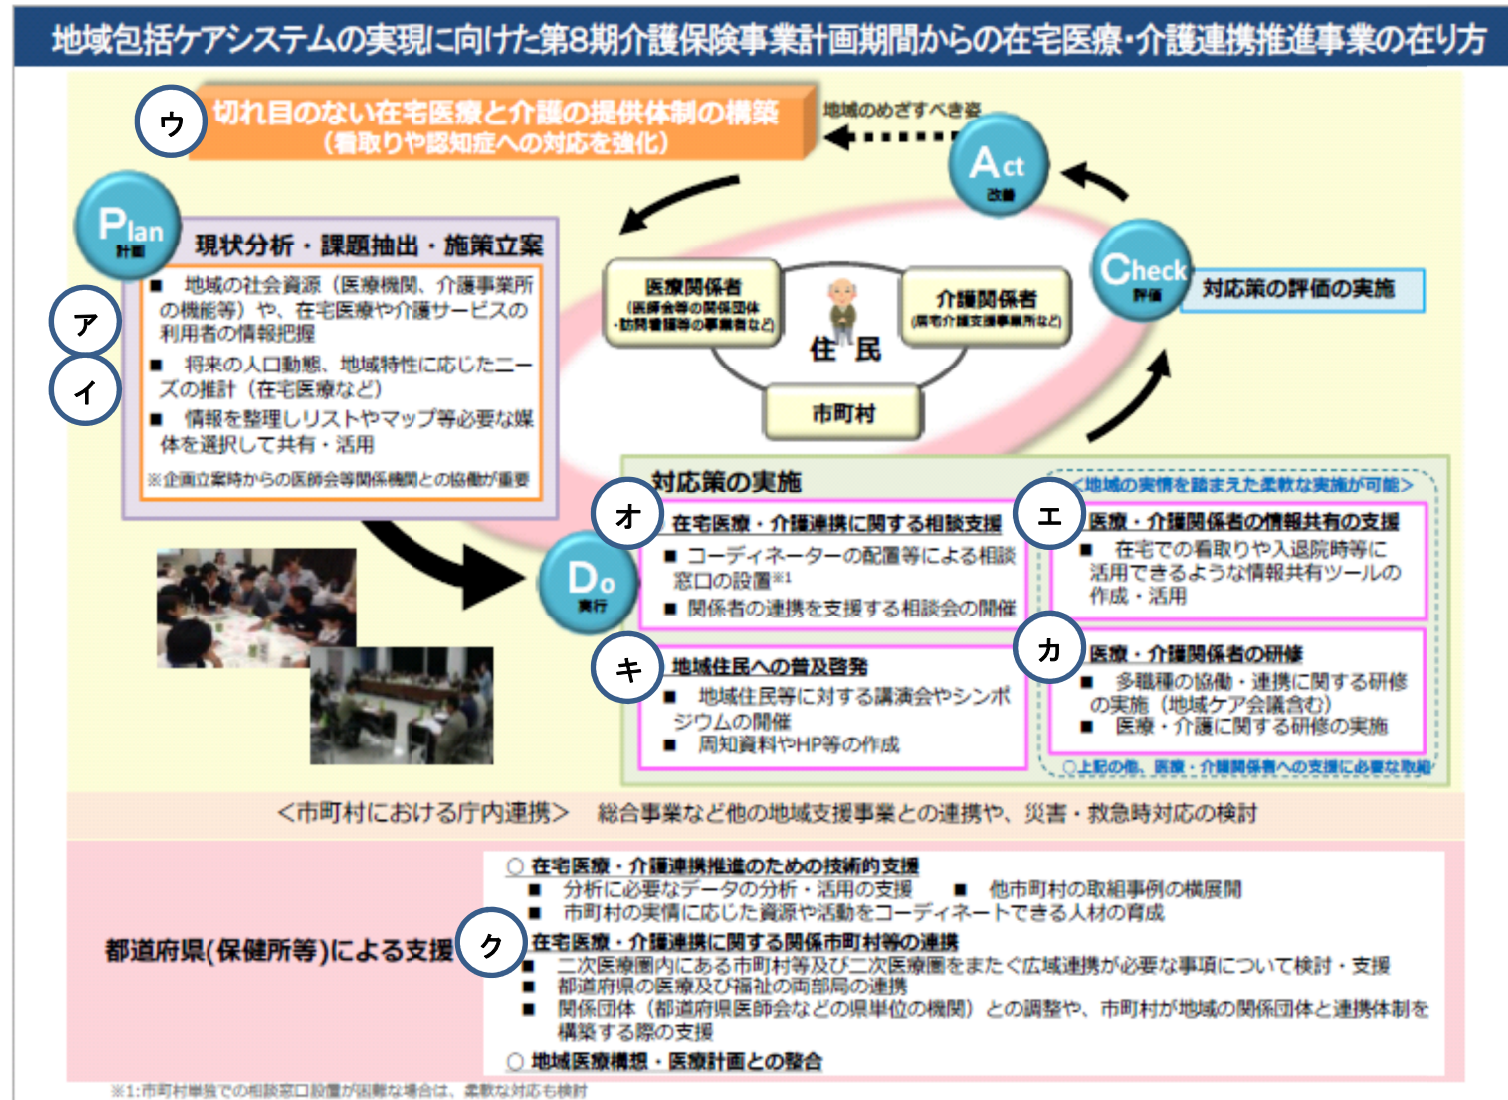 地域包括ケアシステムの実現に向けた第8期介護保険事業計画期間からの在宅医療・介護連携推進事業の在り方
ウ
切れ目のない在宅医療と介護の提供体制の構築
（看取りや認知症への対応を強化）
地域のめざすべき姿
Act
改善
Plan
計画
現状分析・課題抽出・施策立案
ア
イ
■ 地域の社会資源（医療機関、介護事業所
の機能等）や、在宅医療や介護サービスの
利用者の情報把握
■ 将来の人口動態、地域特性に応じたニー
ズの推計（在宅医療など）
■ 情報を整理しリストやマップ等必要な媒
体を選択して共有・活用
※企画立案時からの医師会等関係機関との協働が重要
医療関係者
（医師会等の関係団体
・訪問看護等の事業者など）
介護関係者
（居宅介護支援事業所など）
住民
市町村
Check
評価
対応策の評価の実施
Do
実行
対応策の実施
オ
在宅医療・介護連携に関する相談支援
■ コーディネーターの配置等による相談
窓口の設置※1
■ 関係者の連携を支援する相談会の開催
キ
地域住民への普及啓発
■ 地域住民等に対する講演会やシンポ
ジウムの開催
■ 周知資料やHP等の作成
＜地域の実情を踏まえた柔軟な実施が可能＞
エ
医療・介護関係者の情報共有の支援
■ 在宅での看取りや入退院時等に
活用できるような情報共有ツールの
作成・活用
カ
医療・介護関係者の研修
■ 多職種の協働・連携に関する研修
の実施（地域ケア会議含む）
■ 医療・介護に関する研修の実施
○上記の他、医療・介護関係者への支援に必要な取組
＜市町村における庁内連携＞ 総合事業など他の地域支援事業との連携や、災害・救急時対応の検討
都道府県(保健所等)による支援
○ 在宅医療・介護連携推進のための技術的支援
■ 分析に必要なデータの分析・活用の支援 ■ 他市町村の取組事例の横展開
■ 市町村の実情に応じた資源や活動をコーディネートできる人材の育成
ク
在宅医療・介護連携に関する関係市町村等の連携
■ 二次医療圏内にある市町村等及び二次医療圏をまたぐ広域連携が必要な事項について検討・支援
■ 都道府県の医療及び福祉の両部局の連携
■ 関係団体（都道府県医師会などの県単位の機関）との調整や、市町村が地域の関係団体と連携体制を
構築する際の支援
○ 地域医療構想・医療計画との整合
※1:市町村単独での相談窓口設置が困難な場合は、柔軟な対応も検討